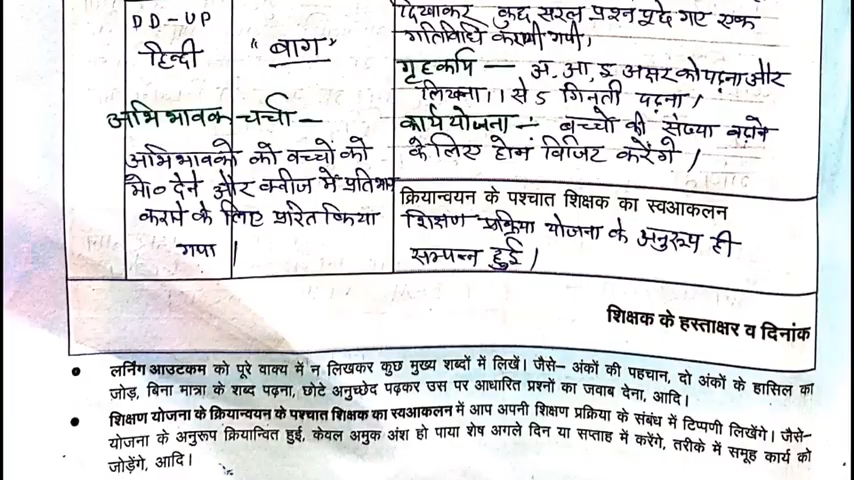 DD-UP
हिन्दी
"बाग"
अभिभावक चर्चा –
अभिभावको को बच्चो को
मो० देने और क्वीज में प्रतिभाग
कराने के लिए प्ररित किया
गया।
दिखाकर कुछ सरल प्रश्न पूछे गए एक
गतिविधि करायी गयी।
गृहकार्य — अ, आ, इ अक्षर को पढ़ना और
लिखना।1 से 5 गिनती पढ़ना।
कार्य योजना – बच्चो की संख्या बढ़ाने
के लिए होम विजिट करेंगे।
क्रियान्वयन के पश्चात शिक्षक का स्वआकलन
शिक्षण प्रक्रिया योजना के अनुरूप ही
सम्पन्न हुई।
शिक्षक के हस्ताक्षर व दिनांक
• लर्निंग आउटकम को पूरे वाक्य में न लिखकर कुछ मुख्य शब्दों में लिखें। जैसे– अंकों की पहचान, दो अंकों के हासिल का
जोड़, बिना मात्रा के शब्द पढ़ना, छोटे अनुच्छेद पढ़कर उस पर आधारित प्रश्नों का जवाब देना, आदि।
• शिक्षण योजना के क्रियान्वयन के पश्चात शिक्षक का स्वआकलन में आप अपनी शिक्षण प्रक्रिया के संबंध में टिप्पणी लिखेंगे। जैसे–
योजना के अनुरूप क्रियान्वित हुई, केवल अमुक अंश हो पाया शेष अगले दिन या सप्ताह में करेंगे, तरीके में समूह कार्य को
जोड़ेंगे, आदि।